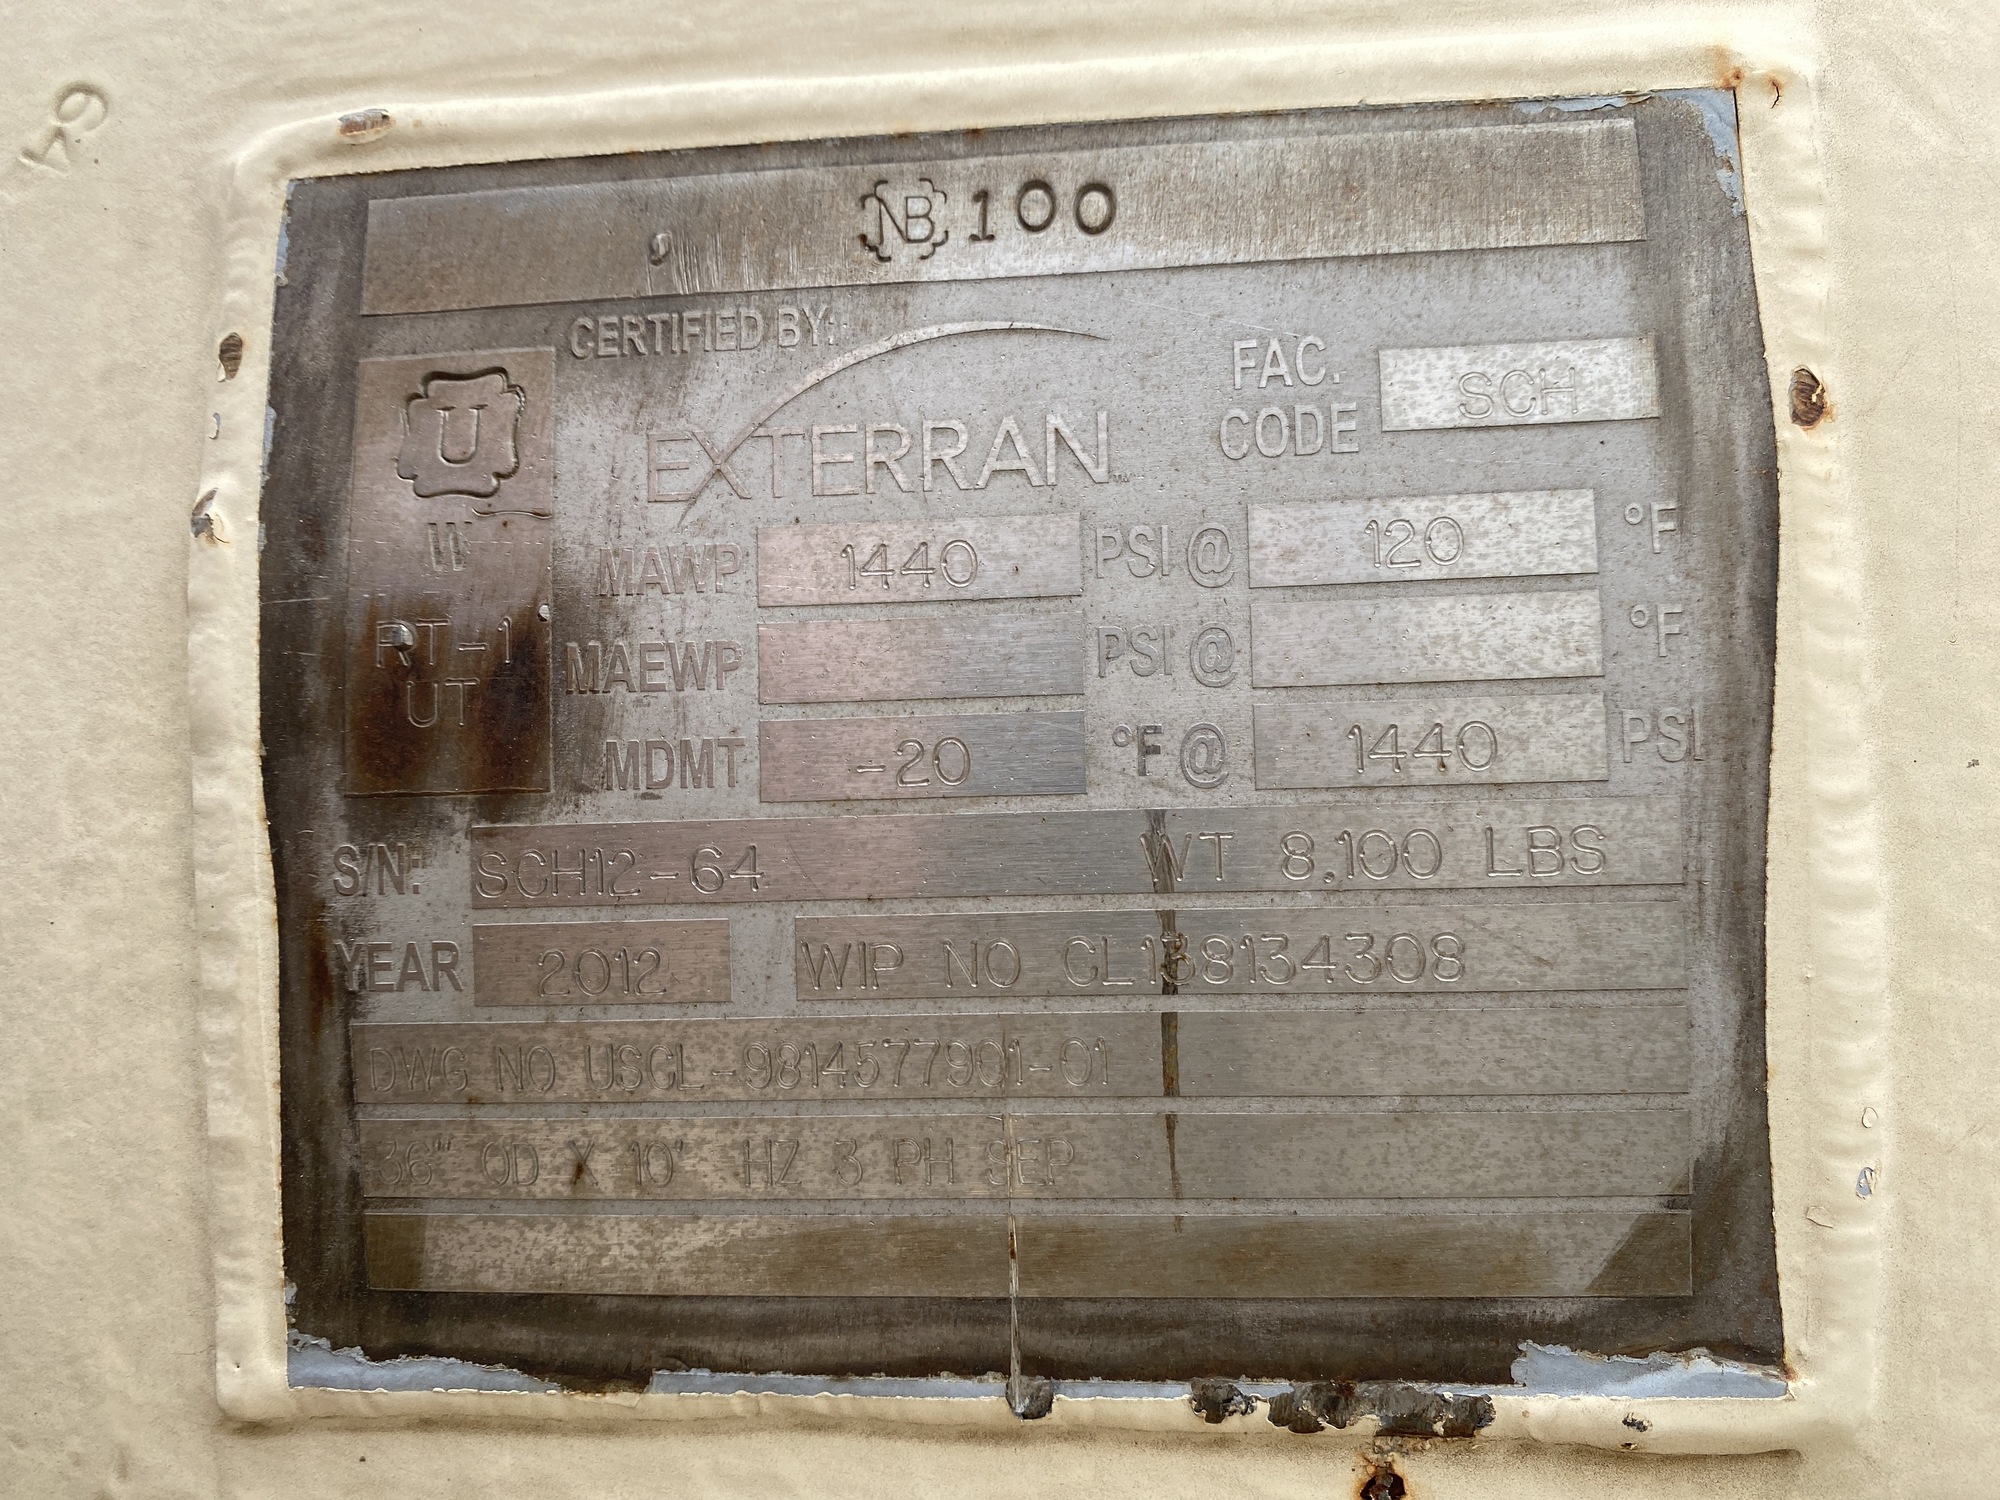 64
NB 100
CERTIFIED BY:
EXTERRAN
FAC. CODE SCH
U
W
RT-1
UT
MAWP 1440 PSI @ 120 °F
MAEWP PSI @ °F
MDMT -20 °F @ 1440 PSI
S/N: SCH12-64 WT 8,100 LBS
YEAR 2012 WIP NO CL138134308
DWG NO USCL-9814577901-01
36" OD X 10' HZ 3 PH SEP